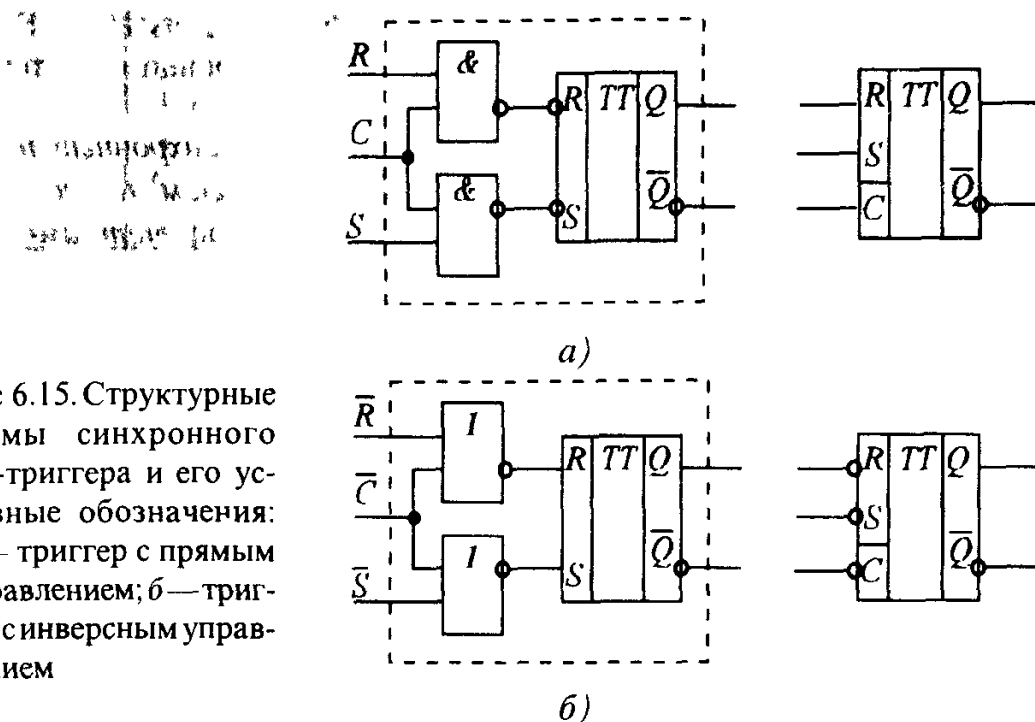 R
&
R TT Q
R TT Q
C
S
&
S
Q̅
Q̅
S
C
а)
е 6.15. Структурные
мы синхронного
-триггера и его ус-
вные обозначения:
— триггер с прямым
равлением; б — триг-
с инверсным управ-
нием
R̅
1
R TT Q
R TT Q
C̅
S
1
S̅
S
Q̅
Q̅
C
б)